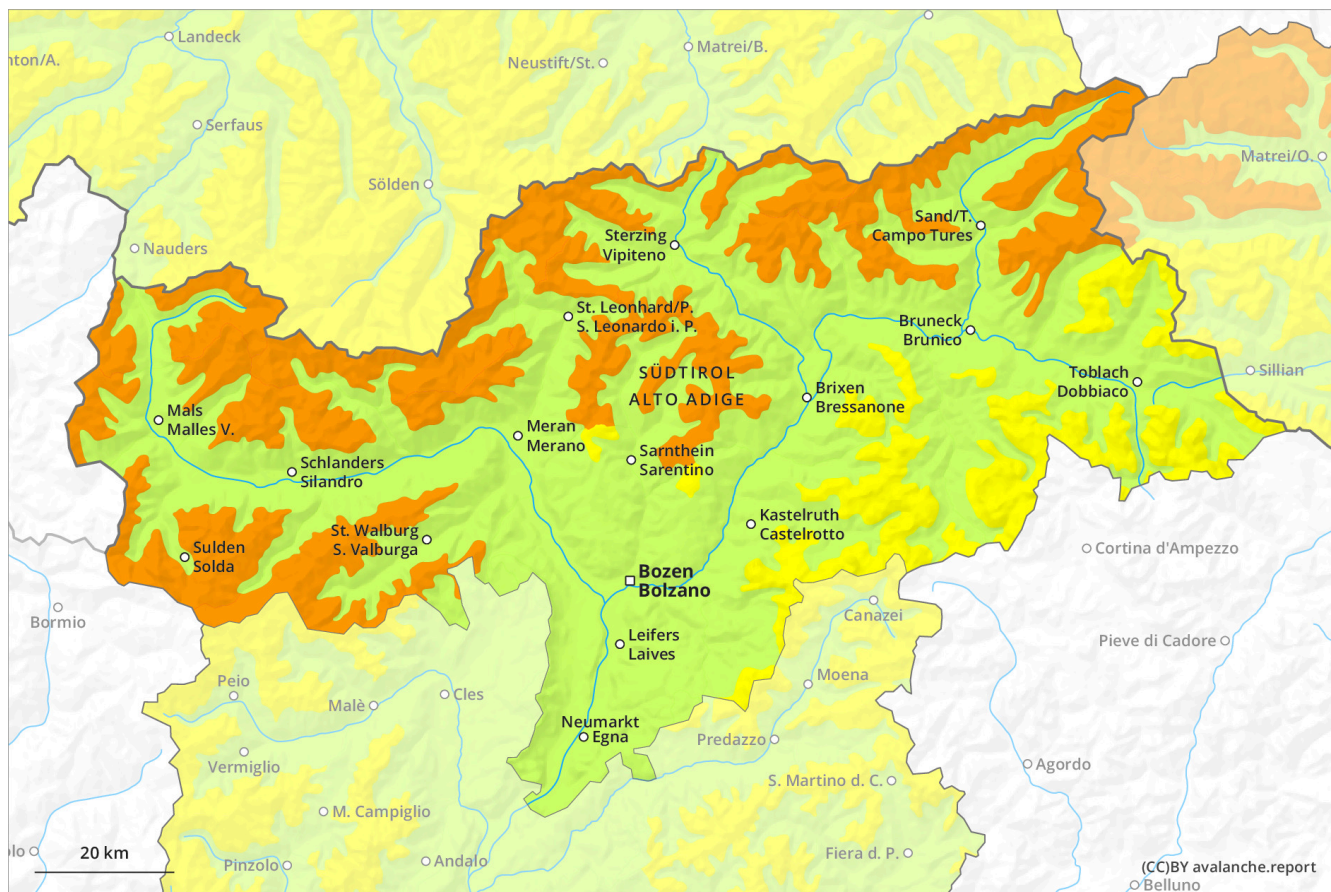 Landeck
nton/A.
Matrei/B.
Neustift/St.
Serfaus
Matrei/O.
Sölden
Nauders
Sand/T.
Campo Tures
Sterzing
Vipiteno
St. Leonhard/P.
S. Leonardo i. P.
Bruneck
Brunico
SÜDTIROL
ALTO ADIGE
Toblach
Dobbiaco
Sillian
Brixen
Bressanone
Mals
Malles V.
Meran
Merano
Schlanders
Silandro
Sarnthein
Sarentino
Kastelruth
Castelrotto
St. Walburg
S. Valburga
Sulden
Solda
Cortina d'Ampezzo
Bozen
Bolzano
Bormio
Canazei
Leifers
Laives
Pieve di Cadore
Peio
Malè
Cles
Moena
Neumarkt
Egna
Predazzo
Vermiglio
Agordo
S. Martino d. C.
M. Campiglio
20 km
olo
Pinzolo
Andalo
Fiera d. P.
(CC)BY avalanche.report
Belluno